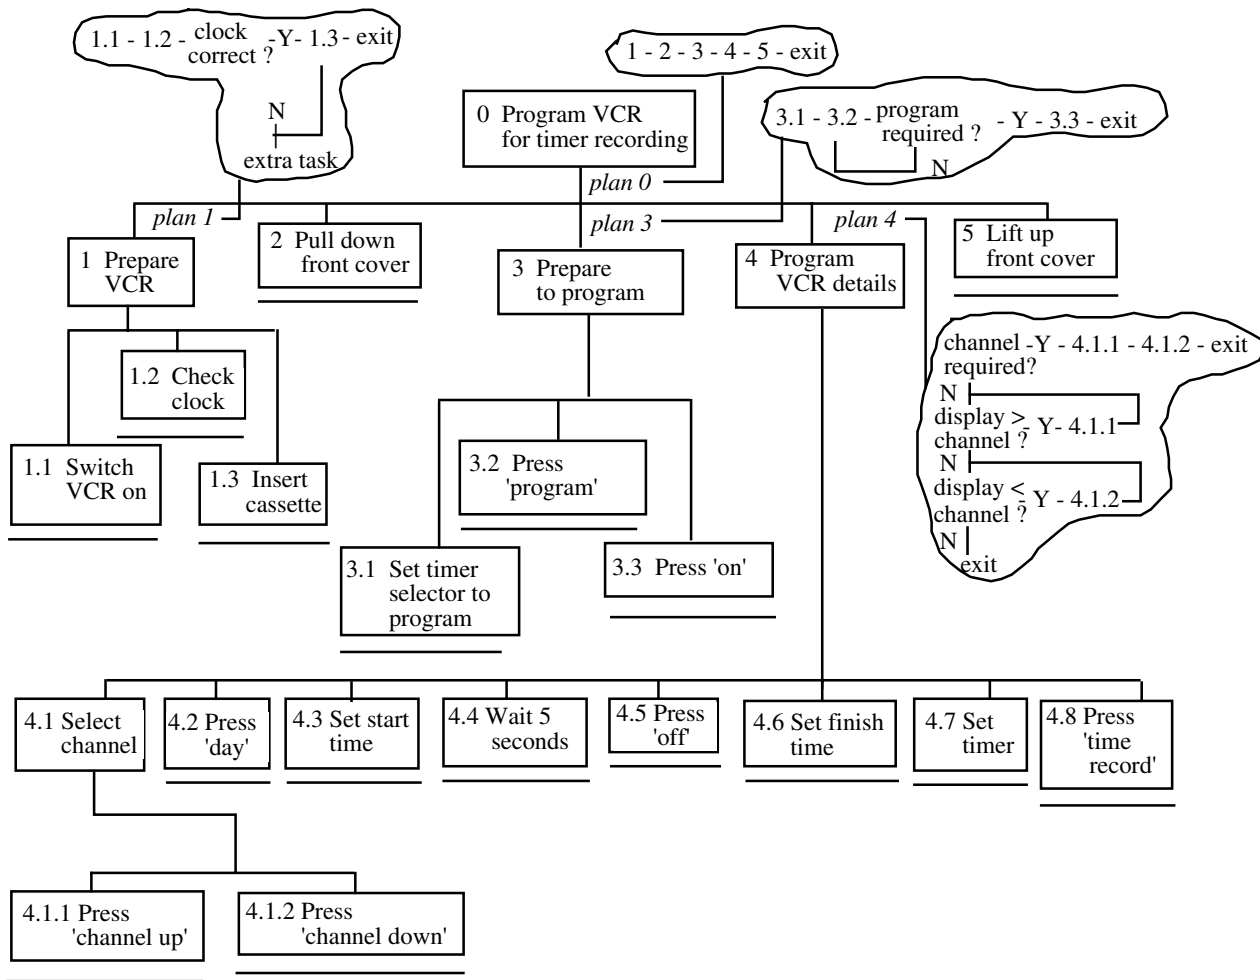 clock
1.1 - 1.2 - -Y- 1.3 - exit
correct ?
N
extra task
1 - 2 - 3 - 4 - 5 - exit
0 Program VCR
for timer recording
3.1 - 3.2 - program - Y - 3.3 - exit
required ?
N
plan 0
plan 1
plan 3
plan 4
1 Prepare
VCR
2 Pull down
front cover
3 Prepare
to program
4 Program
VCR details
5 Lift up
front cover
channel -Y - 4.1.1 - 4.1.2 - exit
required?
N
display >
- Y- 4.1.1
channel ?
N
display <
- Y - 4.1.2
channel ?
N
exit
1.1 Switch
VCR on
1.2 Check
clock
1.3 Insert
cassette
3.1 Set timer
selector to
program
3.2 Press
'program'
3.3 Press 'on'
4.1 Select
channel
4.2 Press
'day'
4.3 Set start
time
4.4 Wait 5
seconds
4.5 Press
'off'
4.6 Set finish
time
4.7 Set
timer
4.8 Press
'time
record'
4.1.1 Press
'channel up'
4.1.2 Press
'channel down'